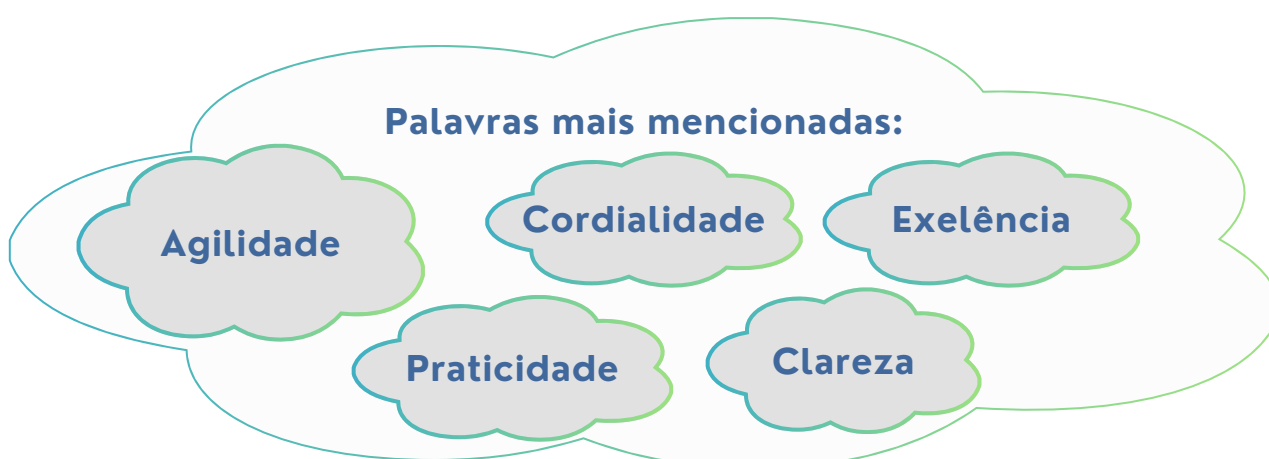 Palavras mais mencionadas:
Agilidade
Cordialidade
Exelência
Praticidade
Clareza